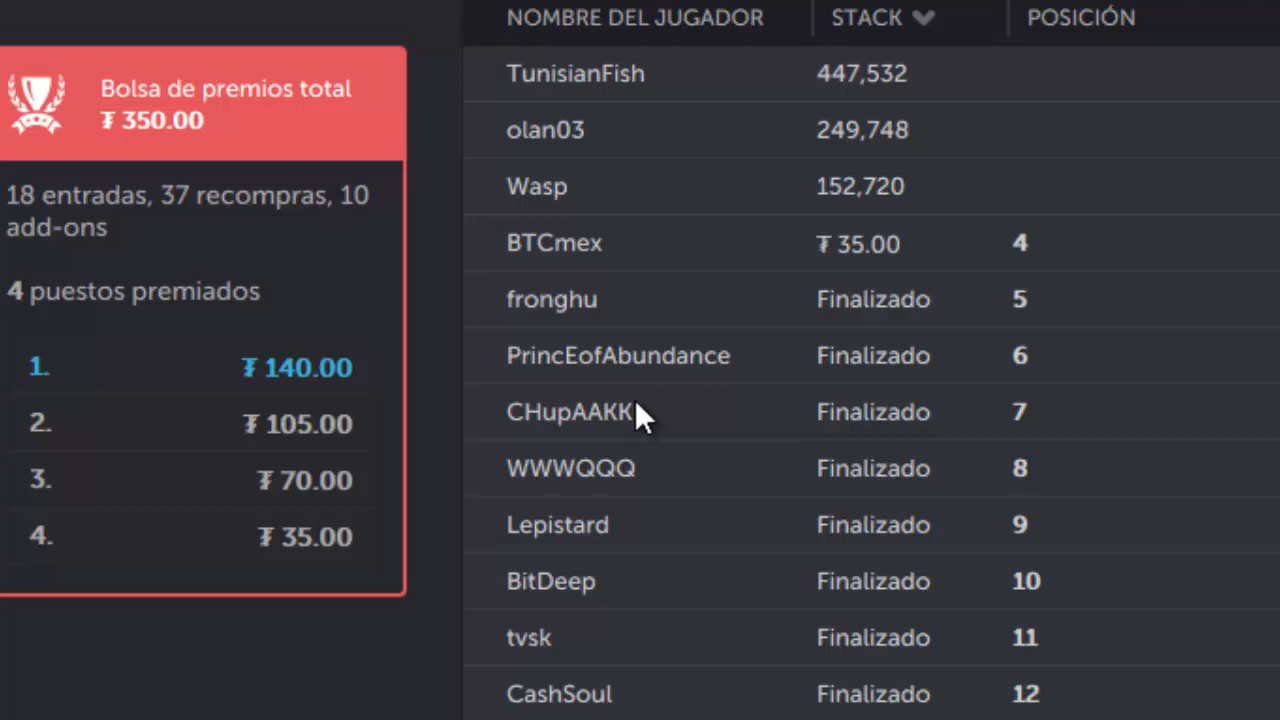 Bolsa de premios total
₮ 350.00
18 entradas, 37 recompras, 10
add-ons
4 puestos premiados
1. ₮ 140.00
2. ₮ 105.00
3. ₮ 70.00
4. ₮ 35.00
NOMBRE DEL JUGADOR STACK POSICIÓN
TunisianFish 447,532
olan03 249,748
Wasp 152,720
BTCmex ₮ 35.00 4
fronghu Finalizado 5
PrincEofAbundance Finalizado 6
CHupAAKK Finalizado 7
WWWQQQ Finalizado 8
Lepistard Finalizado 9
BitDeep Finalizado 10
tvsk Finalizado 11
CashSoul Finalizado 12